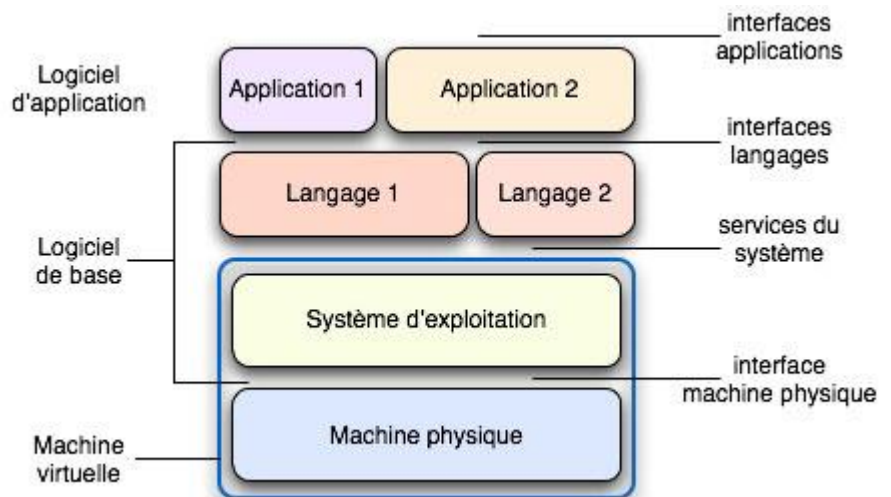 interfaces
applications
Logiciel
d'application
Application 1
Application 2
interfaces
langages
Langage 1
Langage 2
services du
système
Logiciel
de base
Système d'exploitation
interface
machine physique
Machine physique
Machine
virtuelle